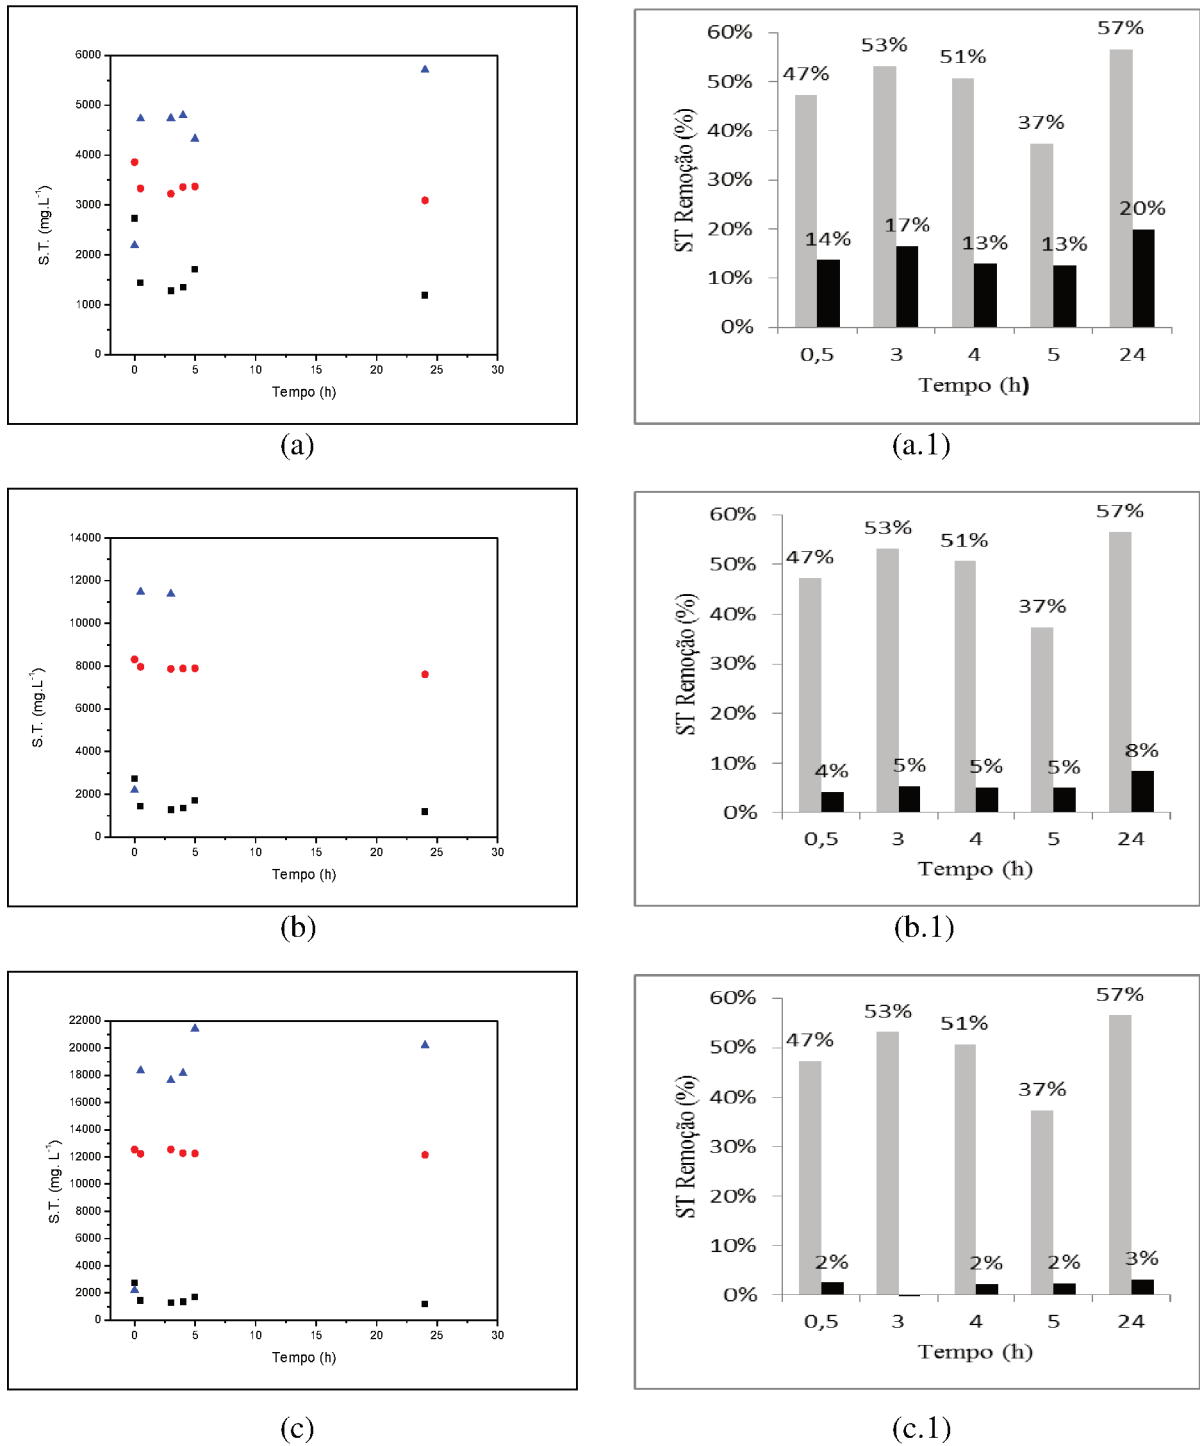 6000
5000
4000
3000
2000
1000
0
S.T. (mg.L-1)
0 5 10 15 20 25 30
Tempo (h)
(a)
60%
50%
40%
30%
20%
10%
0%
ST Remoção (%)
47% 53% 51% 37% 57%
14% 17% 13% 13% 20%
0,5 3 4 5 24
Tempo (h)
(a.1)
14000
12000
10000
8000
6000
4000
2000
0
S.T. (mg.L-1)
0 5 10 15 20 25 30
Tempo (h)
(b)
60%
50%
40%
30%
20%
10%
0%
ST Remoção (%)
47% 53% 51% 37% 57%
4% 5% 5% 5% 8%
0,5 3 4 5 24
Tempo (h)
(b.1)
22000
20000
18000
16000
14000
12000
10000
8000
6000
4000
2000
0
S.T. (mg. L-1)
0 5 10 15 20 25 30
Tempo (h)
(c)
60%
50%
40%
30%
20%
10%
0%
ST Remoção (%)
47% 53% 51% 37% 57%
2% 2% 2% 3%
0,5 3 4 5 24
Tempo (h)
(c.1)